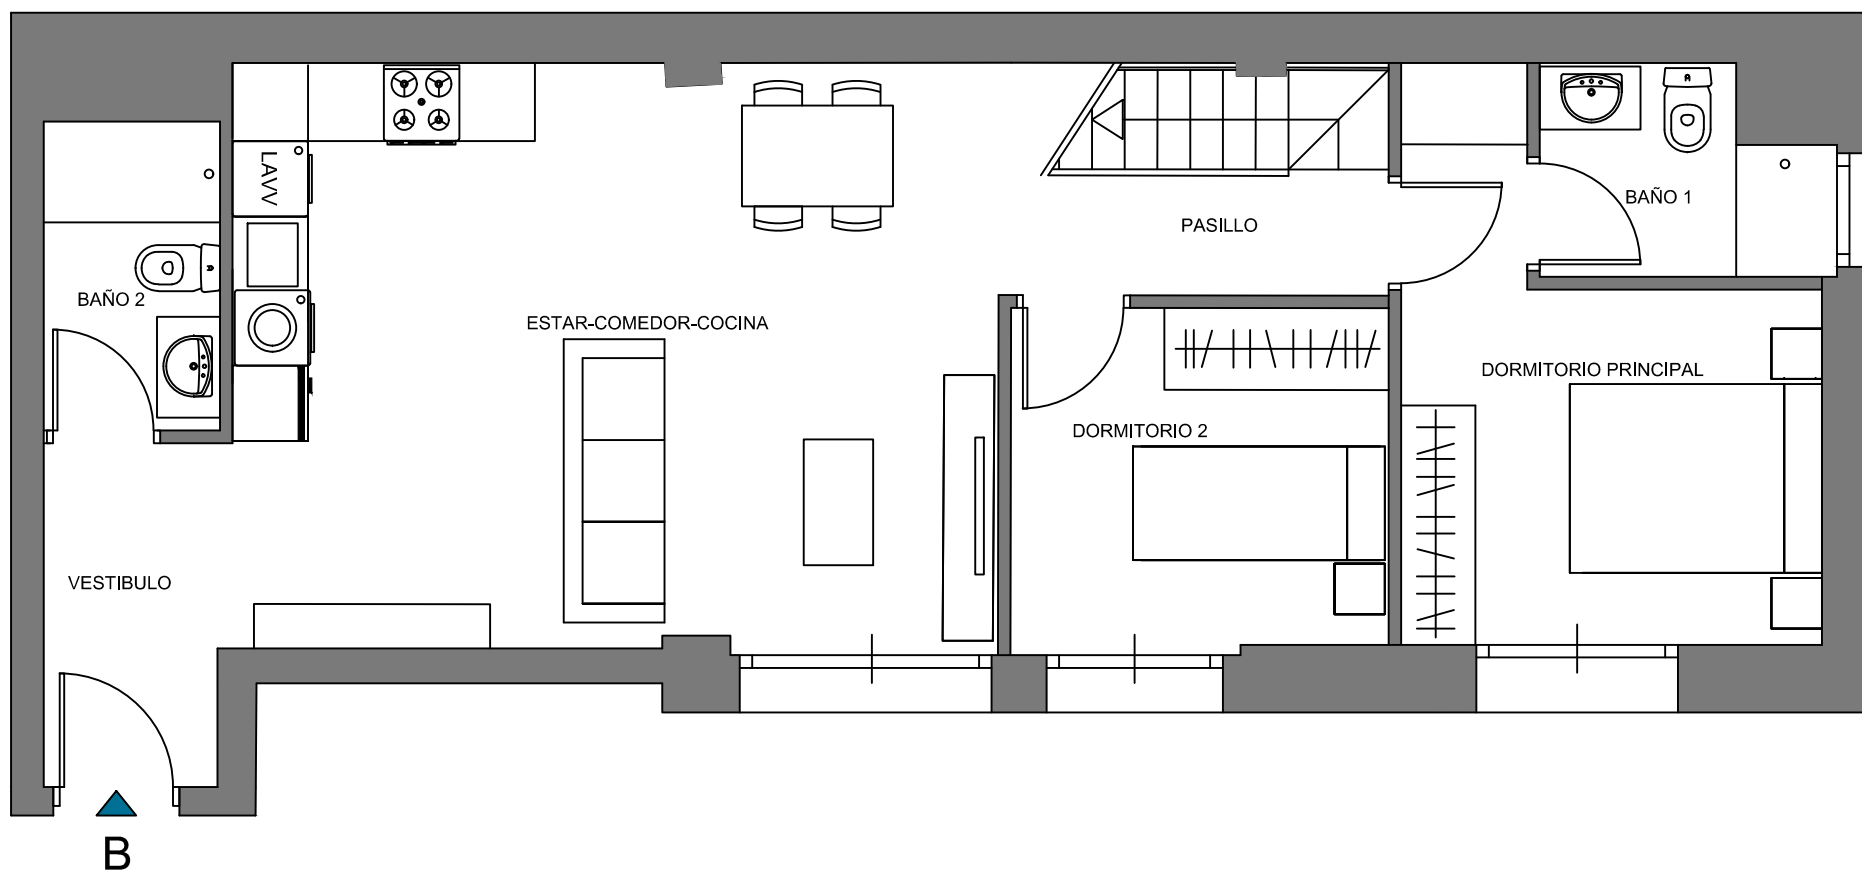 LAVV
BAÑO 1
PASILLO
BAÑO 2
ESTAR-COMEDOR-COCINA
DORMITORIO PRINCIPAL
DORMITORIO 2
VESTIBULO
B